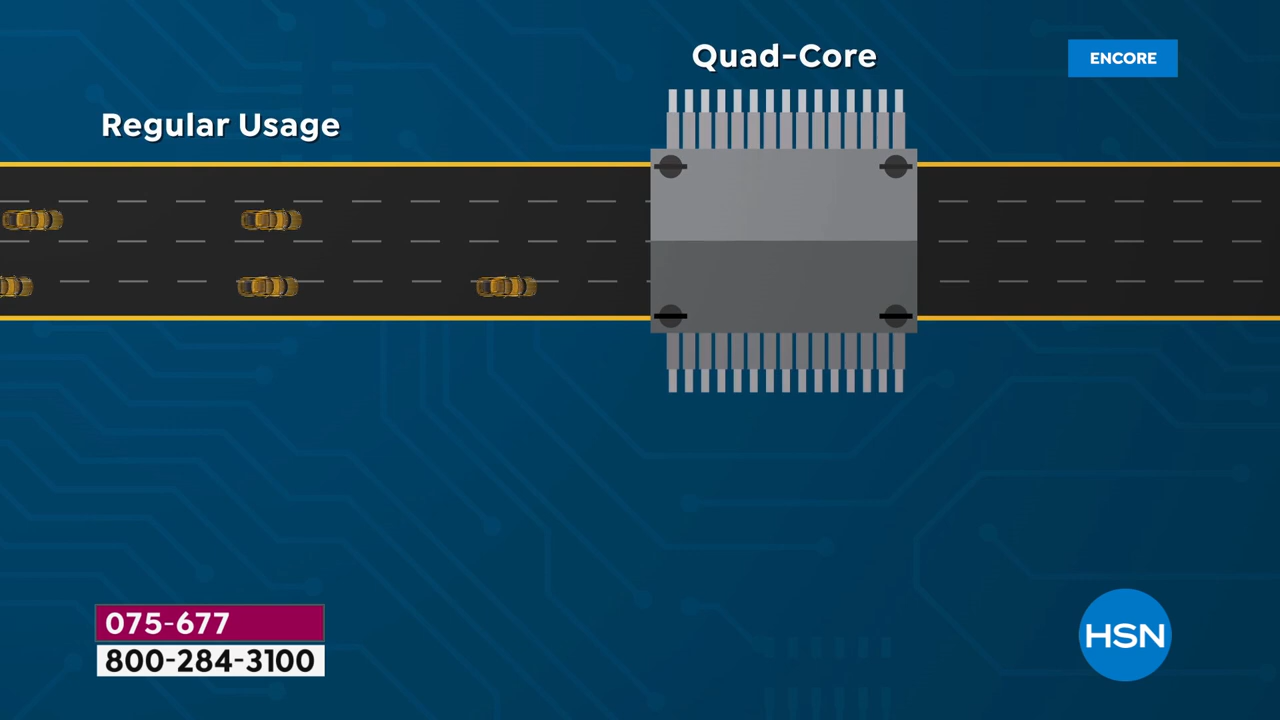 Quad-Core
ENCORE
Regular Usage
075-677
800-284-3100
HSN